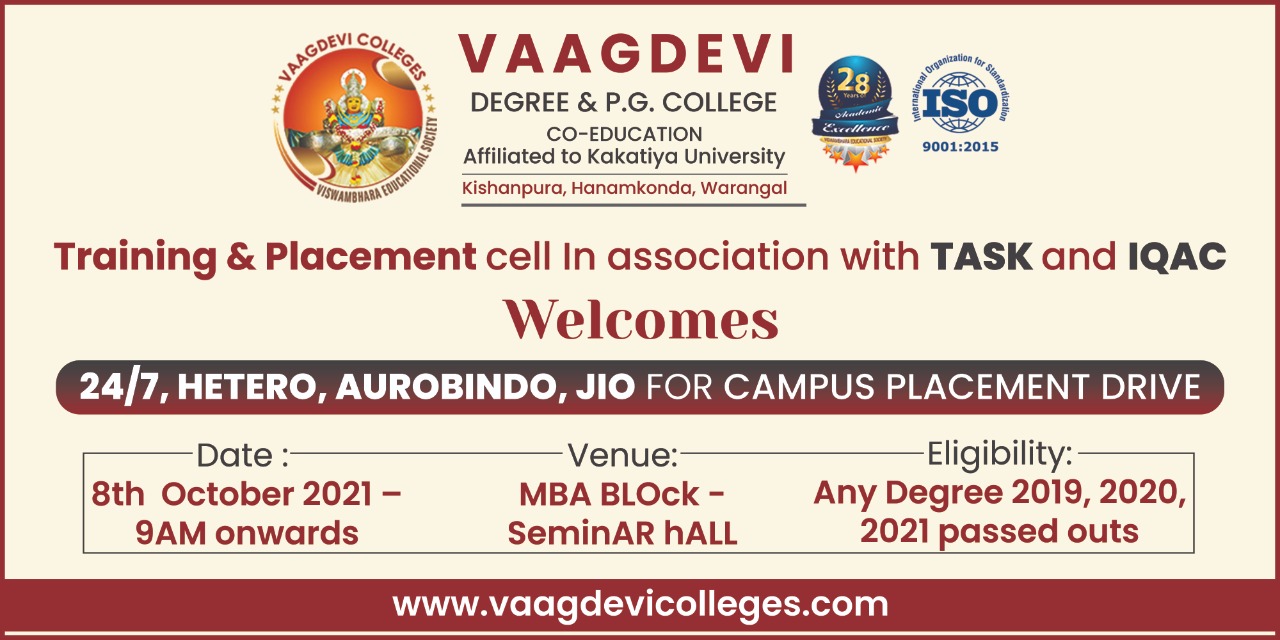 VAAGDEVI COLLEGES
VISWAMBHARA EDUCATIONAL SOCIETY
VAAGDEVI
DEGREE & P.G. COLLEGE
CO-EDUCATION
Affiliated to Kakatiya University
Kishanpura, Hanamkonda, Warangal
28
Years of
Academic
Excellence
VISWAMBHARA EDUCATIONAL SOCIETY
International Organization for Standardization
ISO
9001:2015
Training & Placement cell In association with TASK and IQAC
Welcomes
24/7, HETERO, AUROBINDO, JIO FOR CAMPUS PLACEMENT DRIVE
Date :
8th October 2021 –
9AM onwards
Venue:
MBA BLOck -
SeminAR hALL
Eligibility:
Any Degree 2019, 2020,
2021 passed outs
www.vaagdevicolleges.com